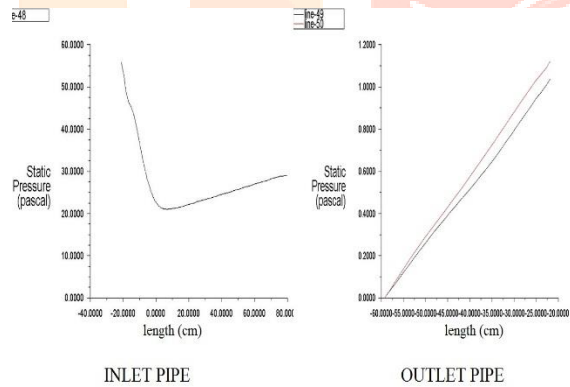 e-48
60.0000
50.0000
40.0000
Static
Pressure
(pascal)
30.0000
20.0000
10.0000
0.0000
-40.0000 -20.0000 0.0000 20.0000 40.0000 60.0000 80.000
length (cm)
INLET PIPE
line-49
line-50
1.2000
1.0000
0.8000
Static
Pressure
(pascal)
0.6000
0.4000
0.2000
0.0000
-60.0000-55.0000-50.0000-45.0000-40.0000-35.0000-30.0000-25.0000-20.0000
length (cm)
OUTLET PIPE